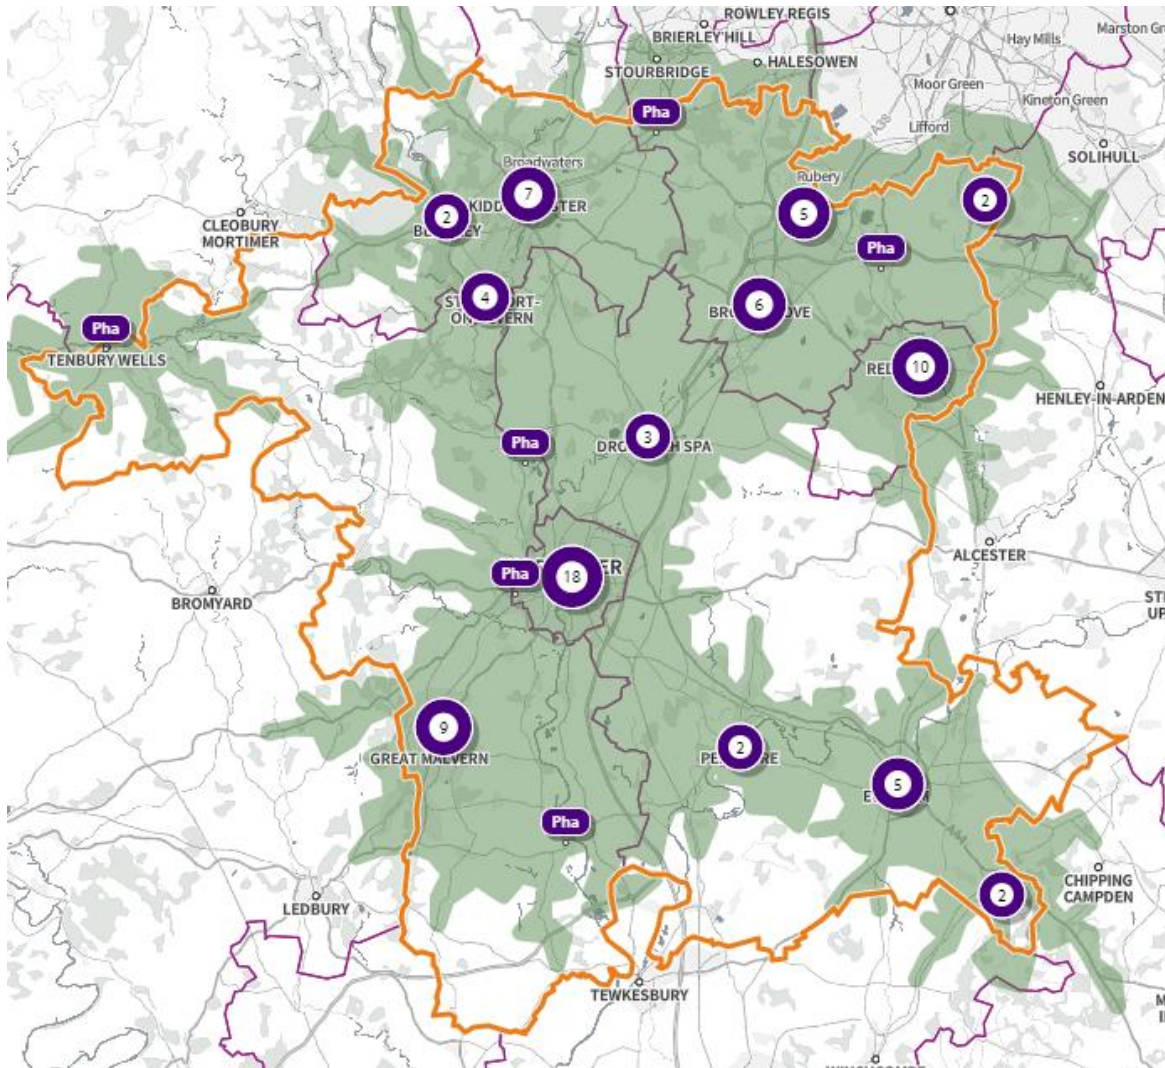 ROWLEY REGIS
BRIERLEY HILL
Marston Gr
Hay Mills
STOURBRIDGE
HALESOWEN
Moor Green
Kineton Green
Pha
A38
Lifford
SOLIHULL
Broadwaters
Rubery
7
2
5
2
CLEOBURY
MORTIMER
Pha
4
6
Pha
TENBURY WELLS
10
HENLEY-IN-ARDEN
Pha
3
ALCESTER
Pha
18
BROMYARD
9
GREAT MALVERN
2
5
Pha
2
CHIPPING
CAMPDEN
LEDBURY
TEWKESBURY